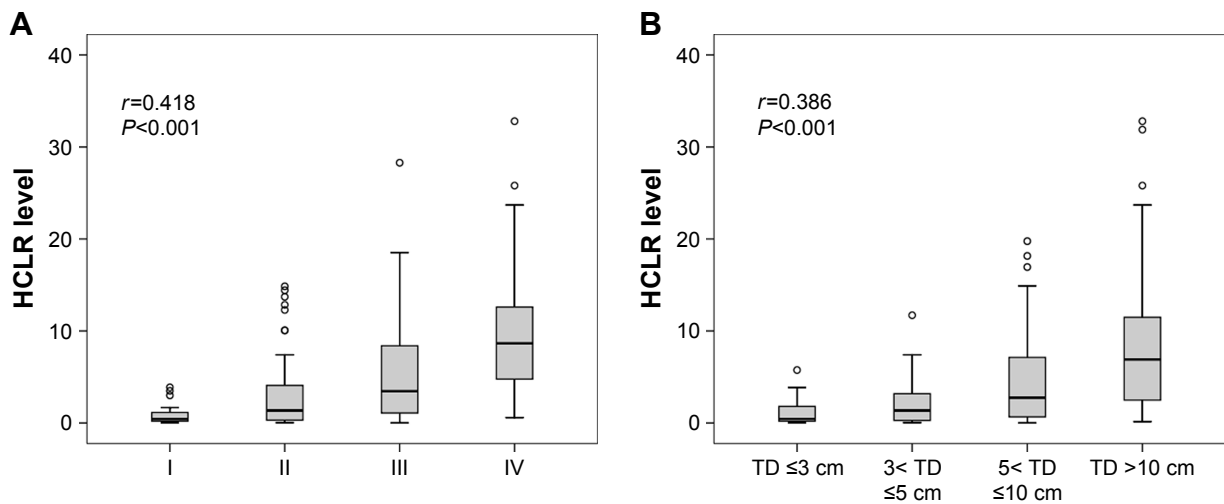 A
HCLR level
40
30
20
10
0
r=0.418
P<0.001
I
II
III
IV
B
HCLR level
40
30
20
10
0
r=0.386
P<0.001
TD ≤3 cm
3< TD
≤5 cm
5< TD
≤10 cm
TD >10 cm